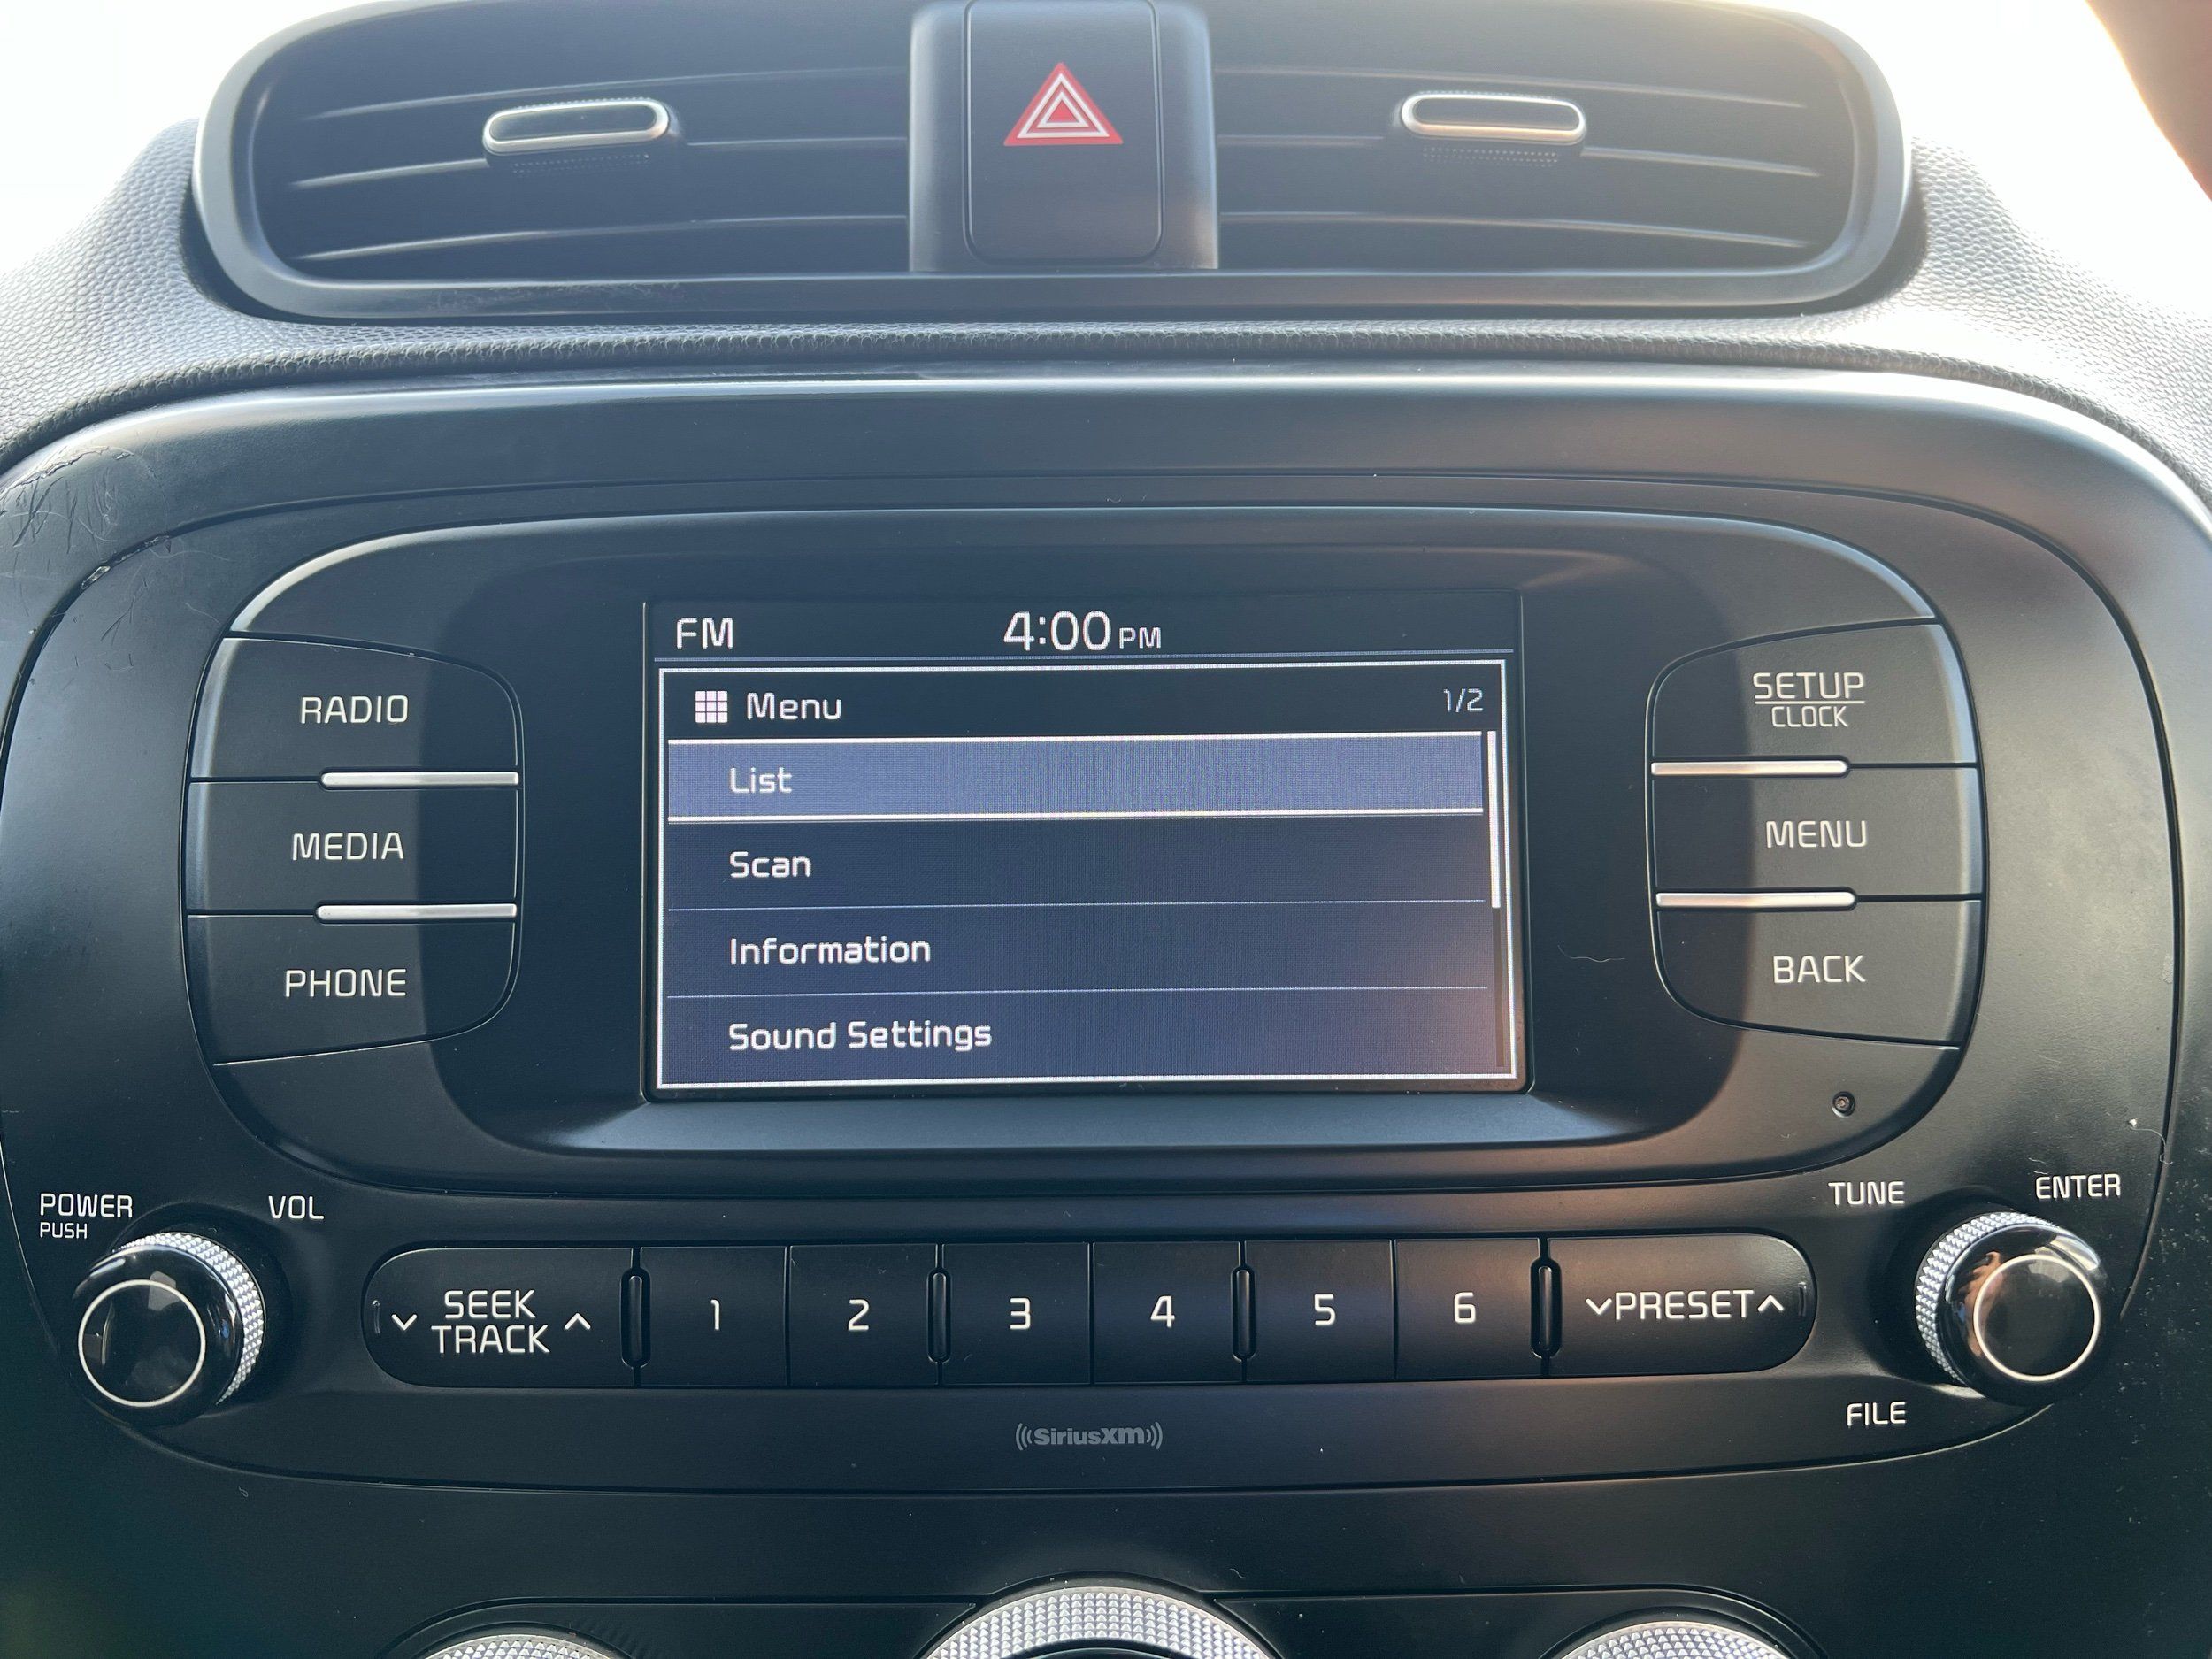 FM 4:00 PM
Menu 1/2
List
Scan
Information
Sound Settings
RADIO
MEDIA
PHONE
SETUP
CLOCK
MENU
BACK
POWER
PUSH
VOL
TUNE
ENTER
SEEK
TRACK
1 2 3 4 5 6
PRESET
FILE
SiriusXM